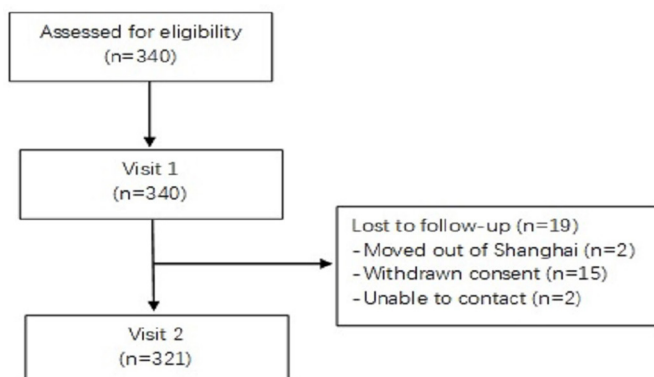 Assessed for eligibility
(n=340)
Visit 1
(n=340)
Lost to follow-up (n=19)
-Moved out of Shanghai (n=2)
-Withdrawn consent (n=15)
-Unable to contact (n=2)
Visit 2
(n=321)